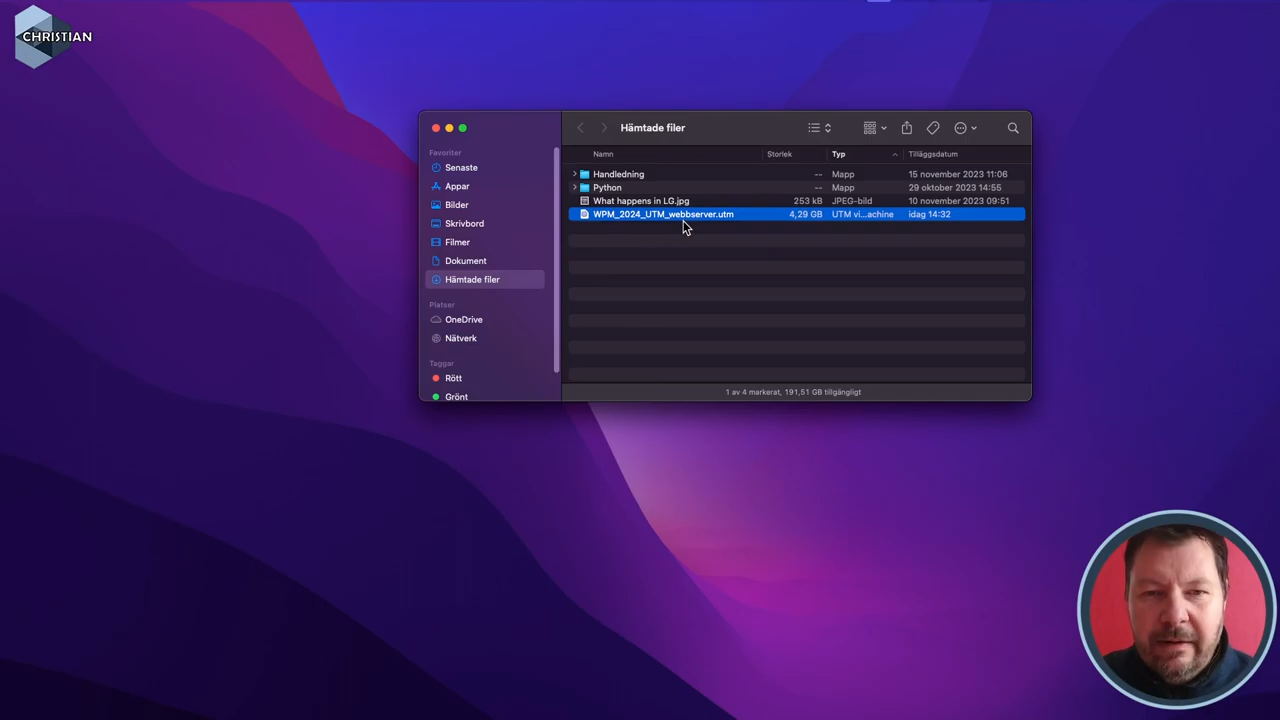 CHRISTIAN
Hämtade filer
Favoriter
Senaste
Appar
Bilder
Skrivbord
Filmer
Dokument
Hämtade filer
Platser
OneDrive
Nätverk
Taggar
Rött
Grönt
Namn Storlek Typ Tilläggsdatum
Handledning -- Mapp 15 november 2023 11:06
Python -- Mapp 29 oktober 2023 14:55
What happens in LG.jpg 253 kB JPEG-bild 10 november 2023 09:51
WPM_2024_UTM_webbserver.utm 4,29 GB UTM vi...achine idag 14:32
1 av 4 markerat, 191,51 GB tillgängligt